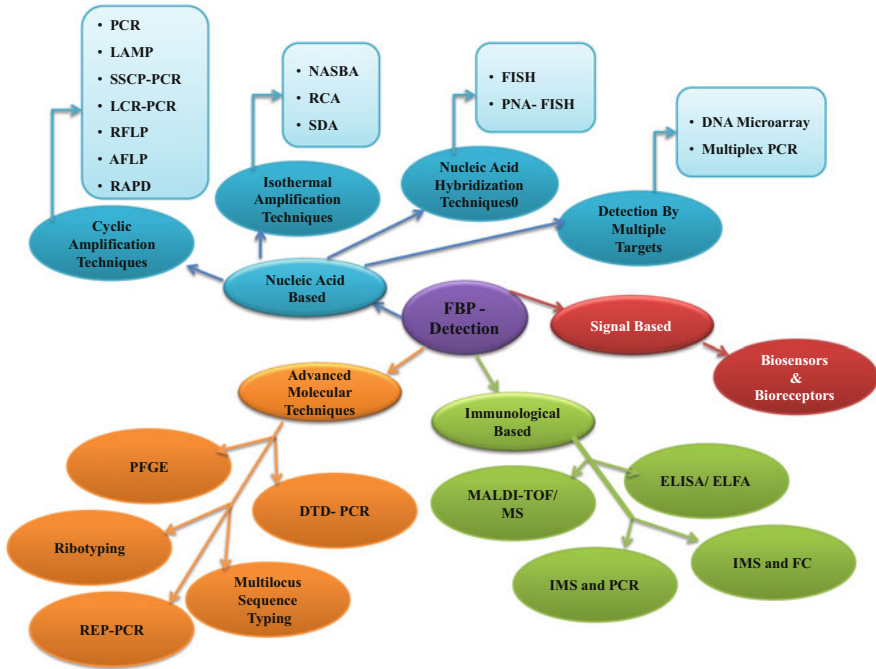 • PCR
• LAMP
• SSCP-PCR
• LCR-PCR
• RFLP
• AFLP
• RAPD
• NASBA
• RCA
• SDA
• FISH
• PNA- FISH
• DNA Microarray
• Multiplex PCR
Cyclic
Amplification
Techniques
Isothermal
Amplification
Techniques
Nucleic Acid
Hybridization
Techniques0
Detection By
Multiple
Targets
Nucleic Acid
Based
FBP -
Detection
Signal Based
Biosensors
&
Bioreceptors
Advanced
Molecular
Techniques
Immunological
Based
PFGE
DTD- PCR
Ribotyping
Multilocus
Sequence
Typing
REP-PCR
MALDI-TOF/
MS
ELISA/ ELFA
IMS and PCR
IMS and FC